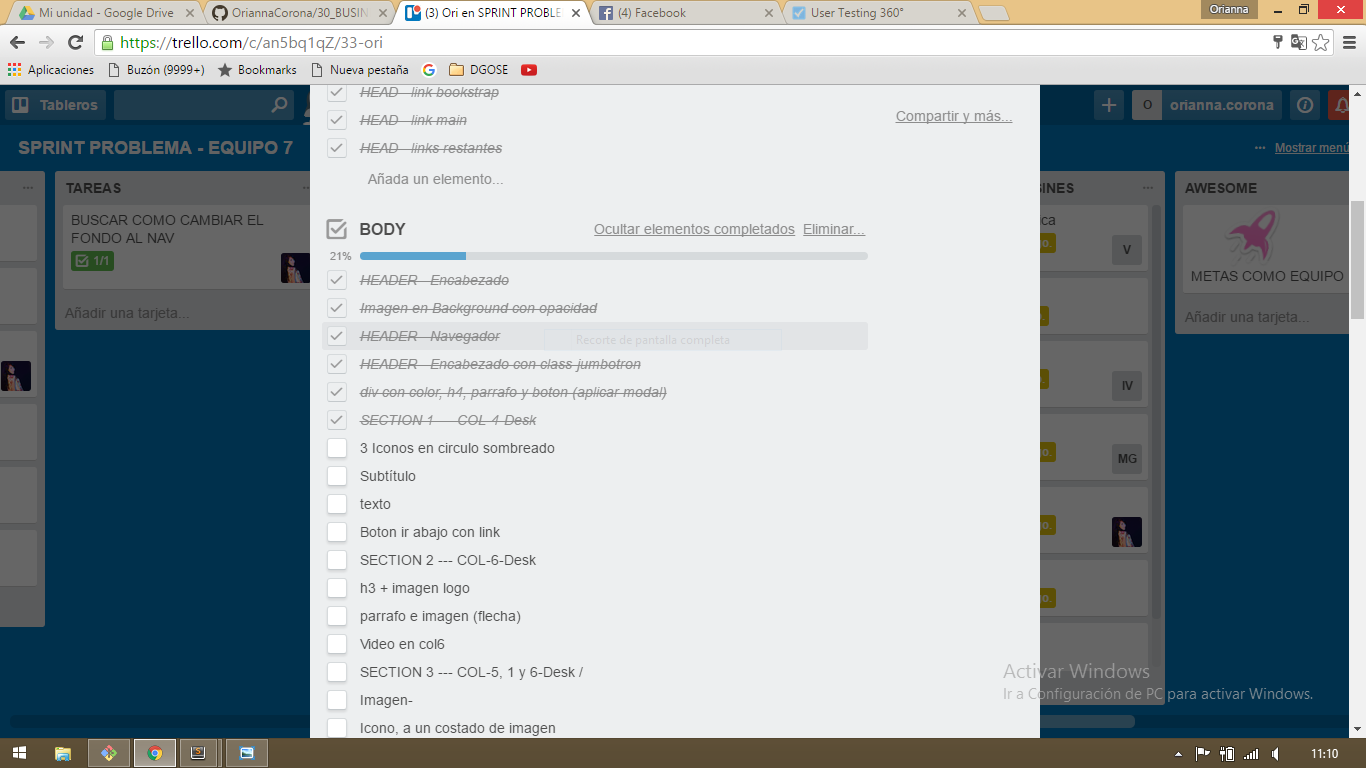 Mi unidad - Google Drive
OriannaCorona/30_BUSIN
(3) Ori en SPRINT PROBLE
(4) Facebook
User Testing 360°
Orianna
https://trello.com/c/an5bq1qZ/33-ori
Aplicaciones
Buzón (9999+)
Bookmarks
Nueva pestaña
DGOSE
Tableros
O
orianna.corona
SPRINT PROBLEMA - EQUIPO 7
Mostrar menú
HEAD - link bookstrap
HEAD - link main
HEAD - links restantes
Añada un elemento...
Compartir y más...
TAREAS
BUSCAR COMO CAMBIAR EL
FONDO AL NAV
1/1
Añadir una tarjeta...
BODY
Ocultar elementos completados
Eliminar...
21%
HEADER - Encabezado
Imagen en Background con opacidad
HEADER - Navegador
Recorte de pantalla completa
HEADER - Encabezado con class jumbotron
div con color, h4, parrafo y boton (aplicar modal)
SECTION 1 --- COL-4-Desk
3 Iconos en circulo sombreado
Subtítulo
texto
Boton ir abajo con link
SECTION 2 --- COL-6-Desk
h3 + imagen logo
parrafo e imagen (flecha)
Video en col6
SECTION 3 --- COL-5, 1 y 6-Desk /
Imagen-
Icono, a un costado de imagen
SINES
ica
V
IV
MG
AWESOME
METAS COMO EQUIPO
Añadir una tarjeta...
Activar Windows
Ir a Configuración de PC para activar Windows.
11:10